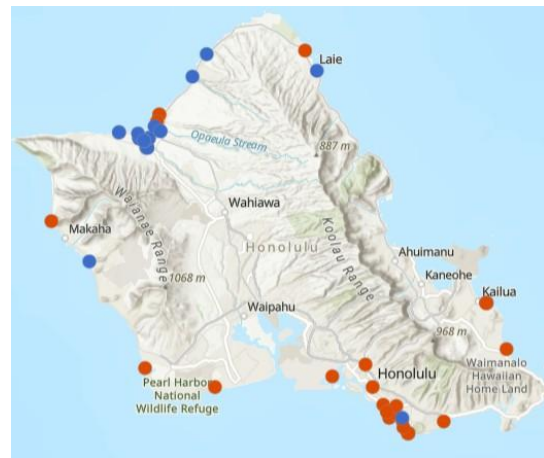 Laie
Opaeula Stream
887 m
Waianae Range
Wahiawa
Makaha
Honolulu
Koolau Range
Ahuimanu
Kaneohe
1068 m
Kailua
Waipahu
968 m
Waimanalo
Hawaiian
Home Land
Honolulu
Pearl Harbor
National
Wildlife Refuge